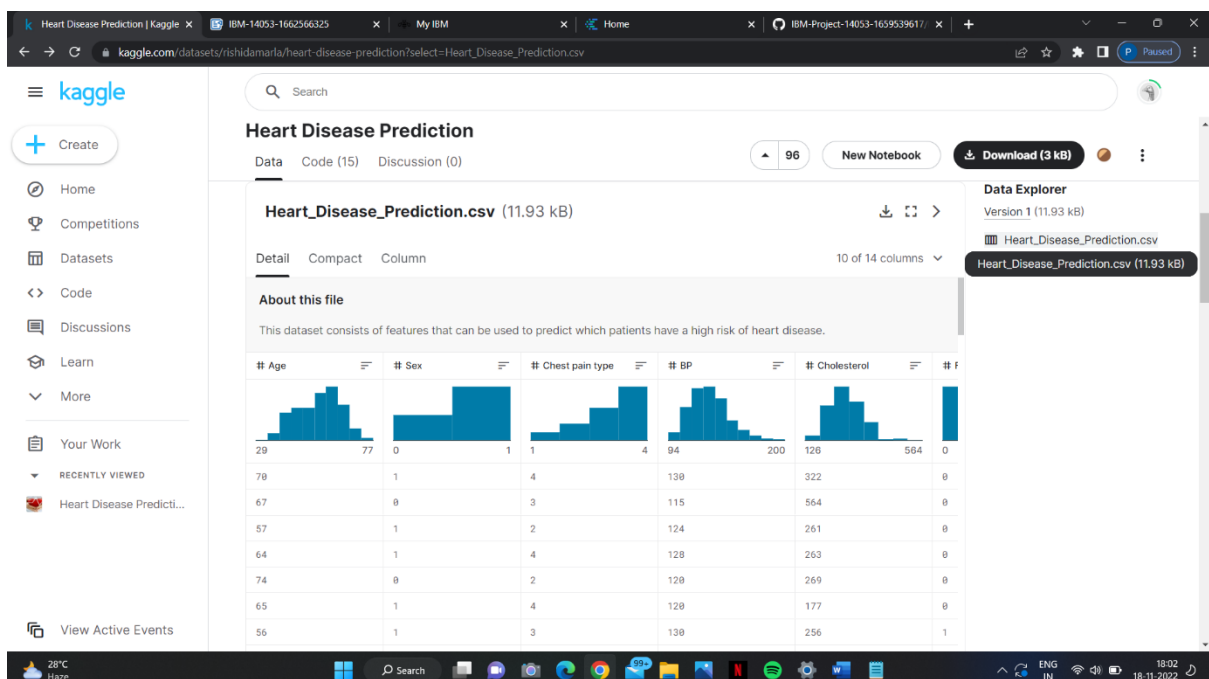 Heart Disease Prediction | Kaggle
IBM-14053-1662566325
My IBM
Home
IBM-Project-14053-1659539617/
kaggle.com/datasets/rishidamarla/heart-disease-prediction?select=Heart_Disease_Prediction.csv
P Paused
kaggle
Search
Create
Home
Competitions
Datasets
Code
Discussions
Learn
More
Your Work
RECENTLY VIEWED
Heart Disease Predicti...
View Active Events
Heart Disease Prediction
Data Code (15) Discussion (0)
96 New Notebook Download (3 kB)
Heart_Disease_Prediction.csv (11.93 kB)
Detail Compact Column 10 of 14 columns
About this file
This dataset consists of features that can be used to predict which patients have a high risk of heart disease.
# Age # Sex # Chest pain type # BP # Cholesterol # F
29 77 0 1 1 4 94 200 126 564 0
70 1 4 130 322 0
67 0 3 115 564 0
57 1 2 124 261 0
64 1 4 128 263 0
74 0 2 120 269 0
65 1 4 120 177 0
56 1 3 130 256 1
Data Explorer
Version 1 (11.93 kB)
Heart_Disease_Prediction.csv
Heart_Disease_Prediction.csv (11.93 kB)
28°C
Haze
Search
99+
ENG
IN
18:02
18-11-2022